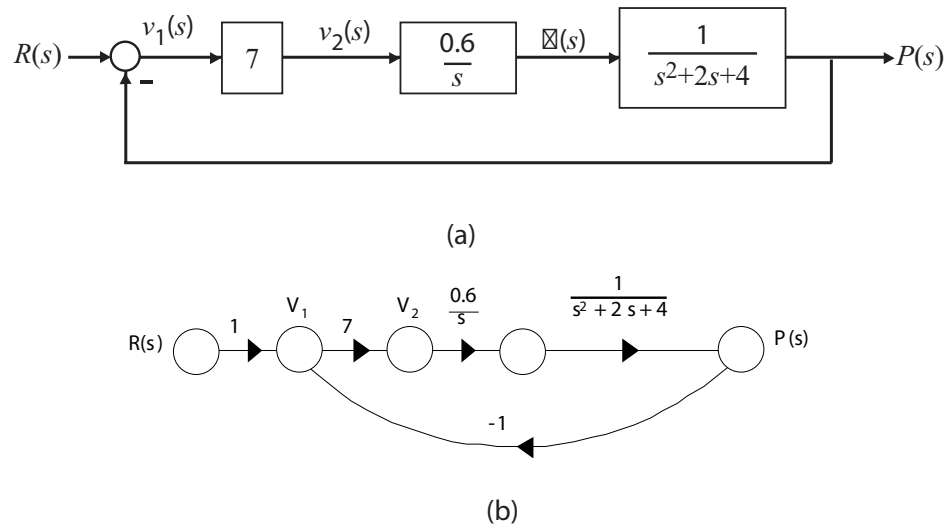 R(s)
v₁(s)
7
v₂(s)
0.6
s
(s)
1
s²+2s+4
P(s)
−
(a)
R(s)
1
V₁
7
V₂
0.6
s
1
s² + 2 s + 4
P (s)
-1
(b)